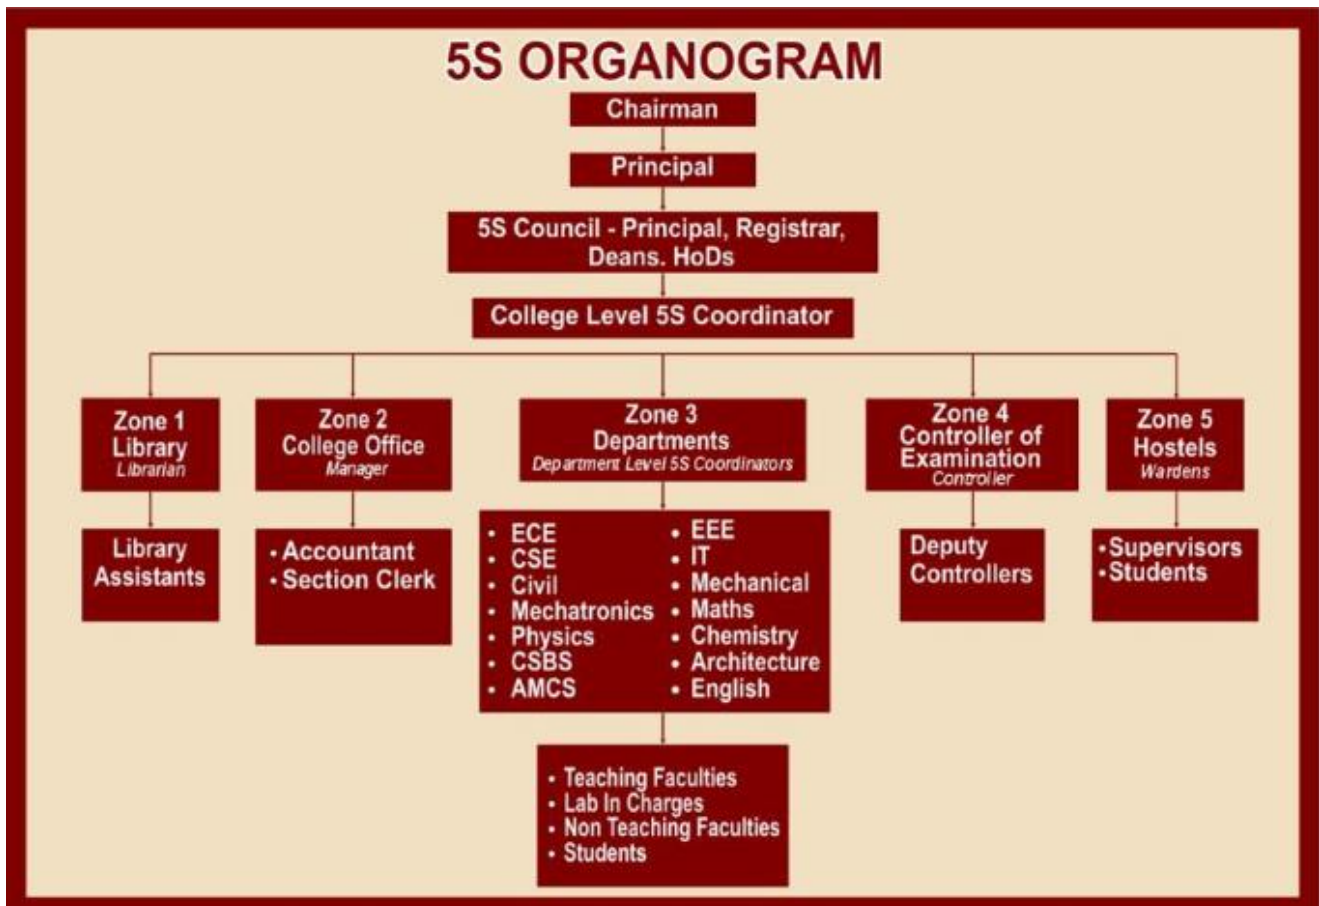 5S ORGANOGRAM
Chairman
Principal
5S Council - Principal, Registrar,
Deans. HoDs
College Level 5S Coordinator
Zone 1
Library
Librarian
Zone 2
College Office
Manager
Zone 3
Departments
Department Level 5S Coordinators
Zone 4
Controller of
Examination
Controller
Zone 5
Hostels
Wardens
Library
Assistants
• Accountant
• Section Clerk
• ECE
• CSE
• Civil
• Mechatronics
• Physics
• CSBS
• AMCS
• EEE
• IT
• Mechanical
• Maths
• Chemistry
• Architecture
• English
Deputy
Controllers
• Supervisors
• Students
• Teaching Faculties
• Lab In Charges
• Non Teaching Faculties
• Students